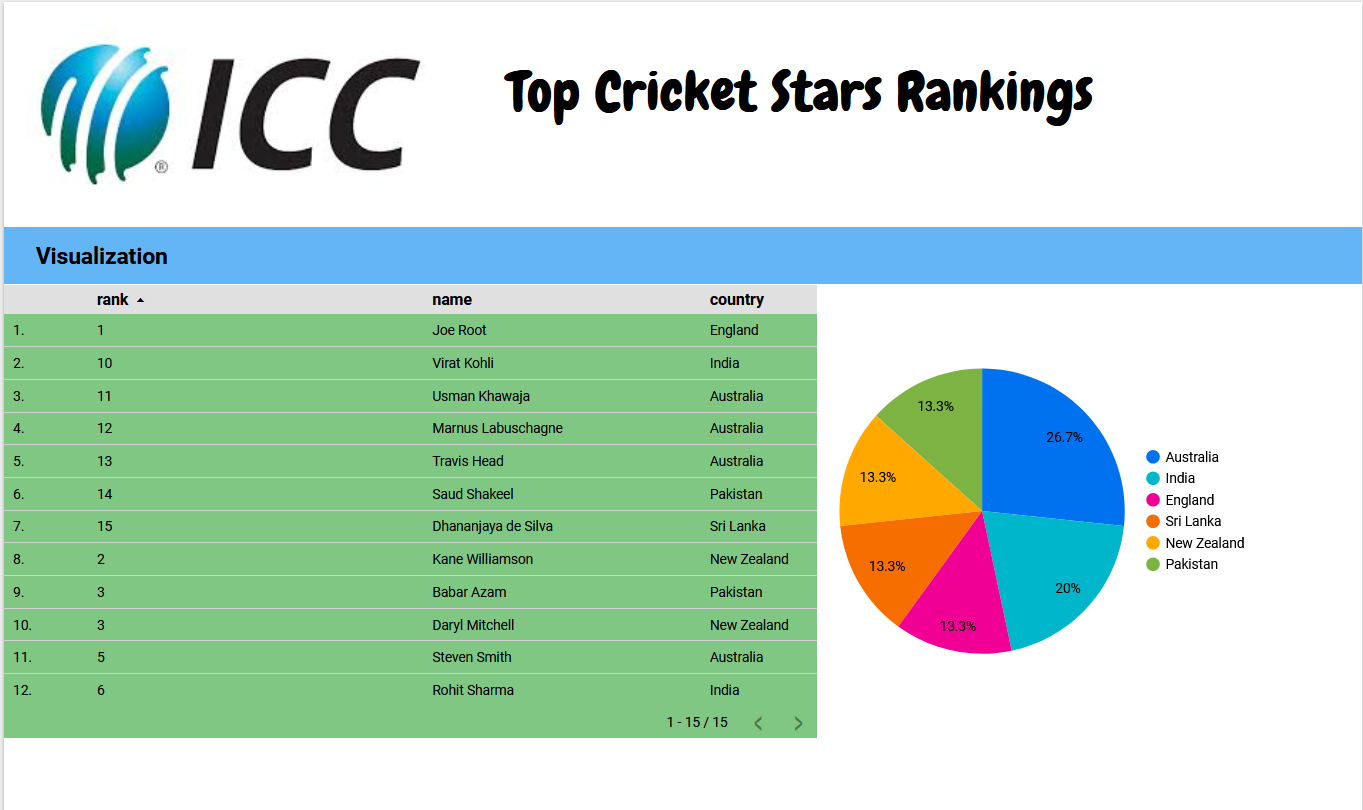 ICC
®
Top Cricket Stars Rankings
Visualization
rank name country
1. 1 Joe Root England
2. 10 Virat Kohli India
3. 11 Usman Khawaja Australia
4. 12 Marnus Labuschagne Australia
5. 13 Travis Head Australia
6. 14 Saud Shakeel Pakistan
7. 15 Dhananjaya de Silva Sri Lanka
8. 2 Kane Williamson New Zealand
9. 3 Babar Azam Pakistan
10. 3 Daryl Mitchell New Zealand
11. 5 Steven Smith Australia
12. 6 Rohit Sharma India
1 - 15 / 15
26.7%
20%
13.3%
13.3%
13.3%
13.3%
Australia
India
England
Sri Lanka
New Zealand
Pakistan